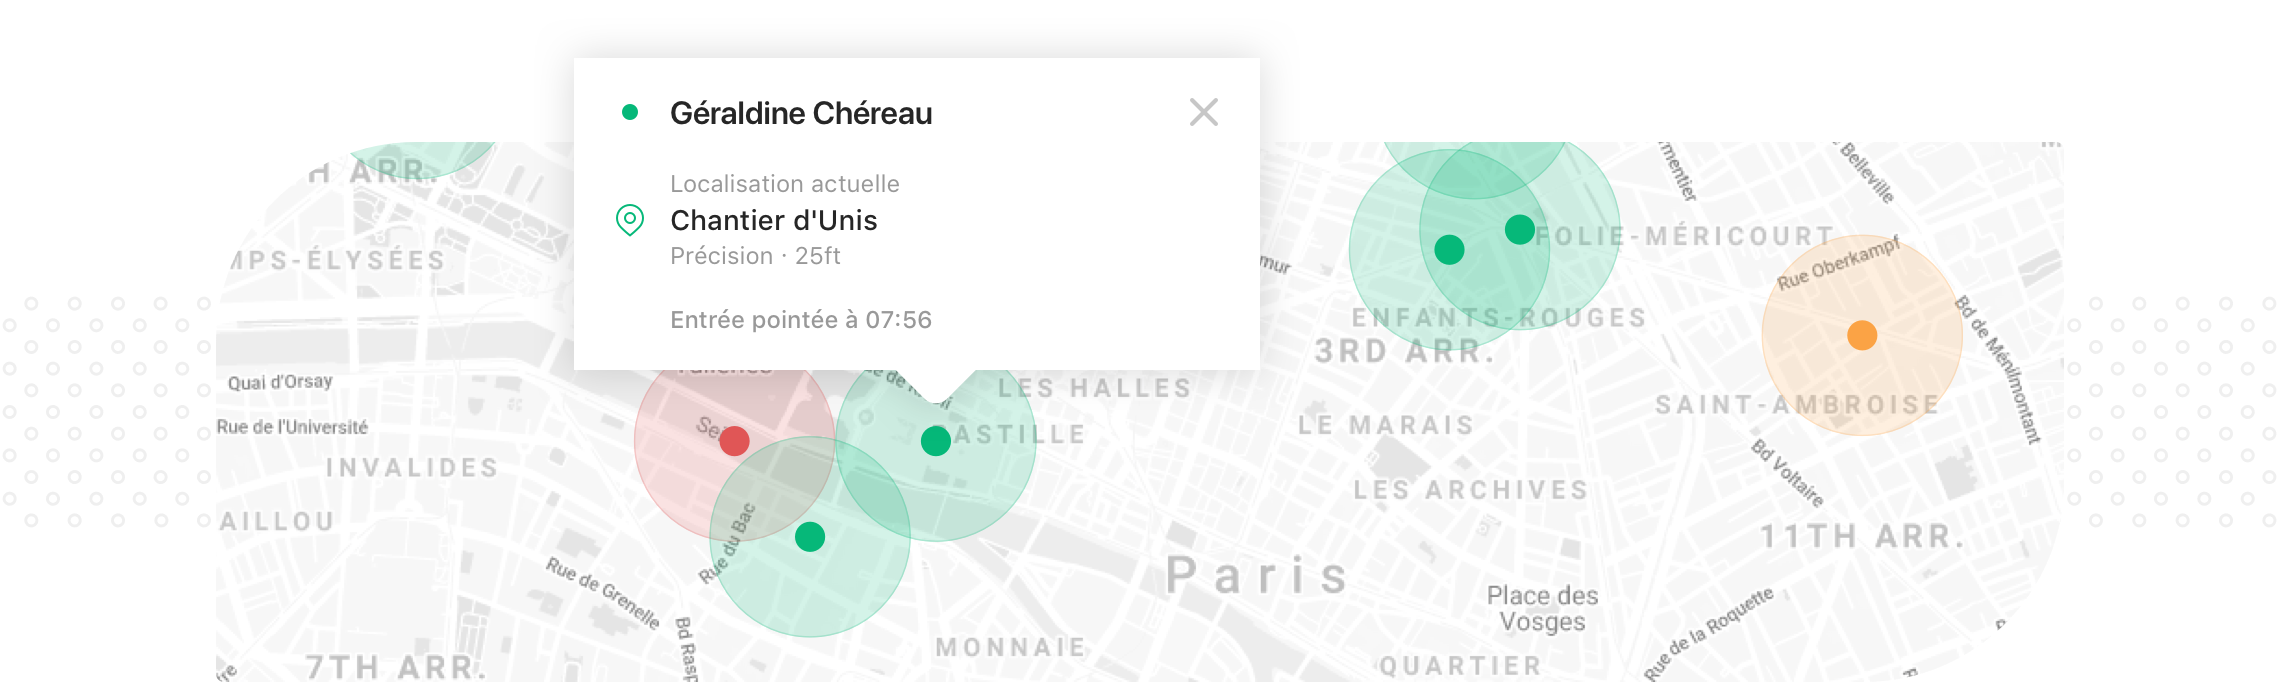 Géraldine Chéreau
Localisation actuelle
Chantier d'Unis
Précision · 25ft
Entrée pointée à 07:56
H ARR.
MPS-ÉLYSÉES
Quai d'Orsay
Rue de l'Université
INVALIDES
AILLOU
7TH ARR.
Rue de Grenelle
Rue du Bac
Bd Rasp
LES HALLES
BASTILLE
MONNAIE
Paris
mur
FOLIE-MÉRICOURT
ENFANTS-ROUGES
3RD ARR.
LE MARAIS
LES ARCHIVES
Place des
Vosges
QUARTIER
rmentier
Belleville
Rue Oberkampf
Bd de Ménilmontant
SAINT-AMBROISE
Bd Voltaire
11TH ARR.
Rue de la Roquette